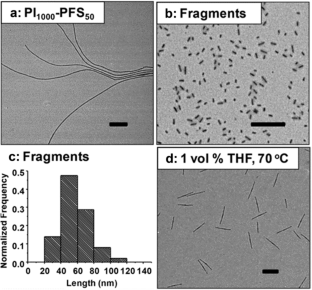 a: PI1000-PFS50
b: Fragments
c: Fragments
Normalized Frequency
0.5
0.4
0.3
0.2
0.1
0.0
0 20 40 60 80 100 120 140
Length (nm)
d: 1 vol % THF, 70 °C